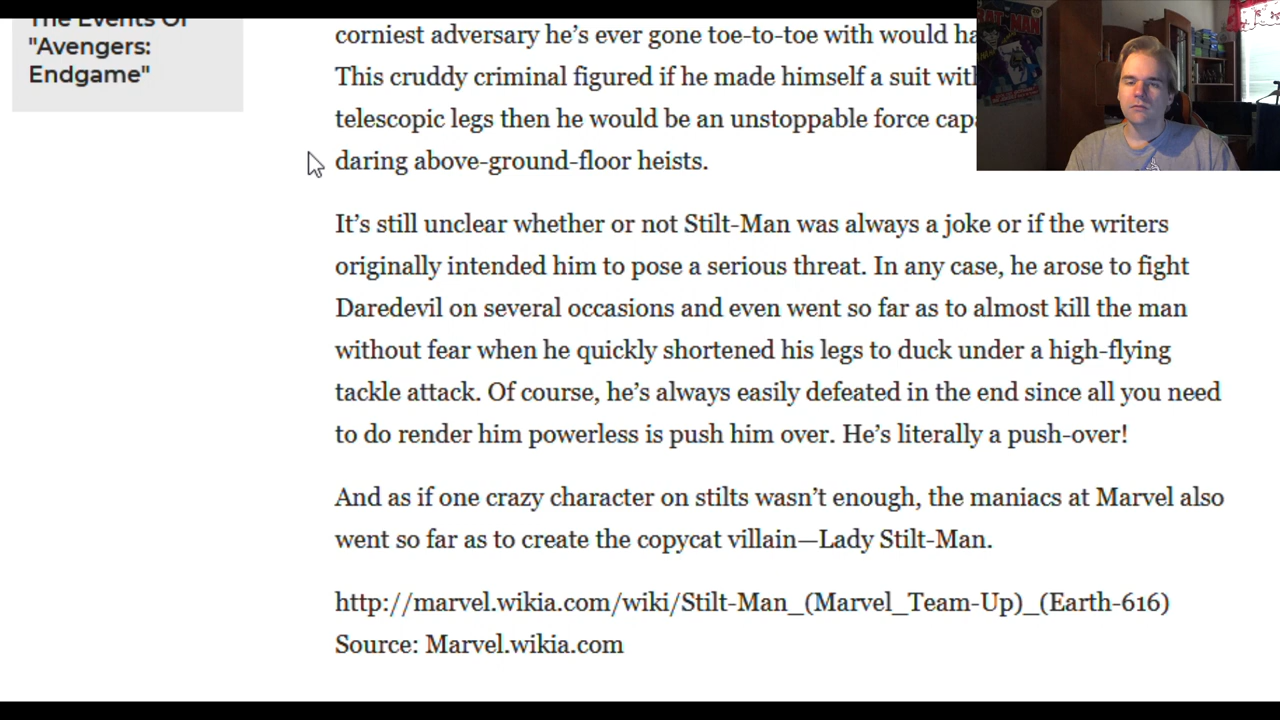 The Events Of
"Avengers:
Endgame"
corniest adversary he's ever gone toe-to-toe with would
This cruddy criminal figured if he made himself a suit
telescopic legs then he would be an unstoppable force
daring above-ground-floor heists.
It's still unclear whether or not Stilt-Man was always a joke or if the writers
originally intended him to pose a serious threat. In any case, he arose to fight
Daredevil on several occasions and even went so far as to almost kill the man
without fear when he quickly shortened his legs to duck under a high-flying
tackle attack. Of course, he's always easily defeated in the end since all you need
to do render him powerless is push him over. He's literally a push-over!
And as if one crazy character on stilts wasn't enough, the maniacs at Marvel also
went so far as to create the copycat villain—Lady Stilt-Man.
http://marvel.wikia.com/wiki/Stilt-Man_(Marvel_Team-Up)_(Earth-616)
Source: Marvel.wikia.com
BATMAN